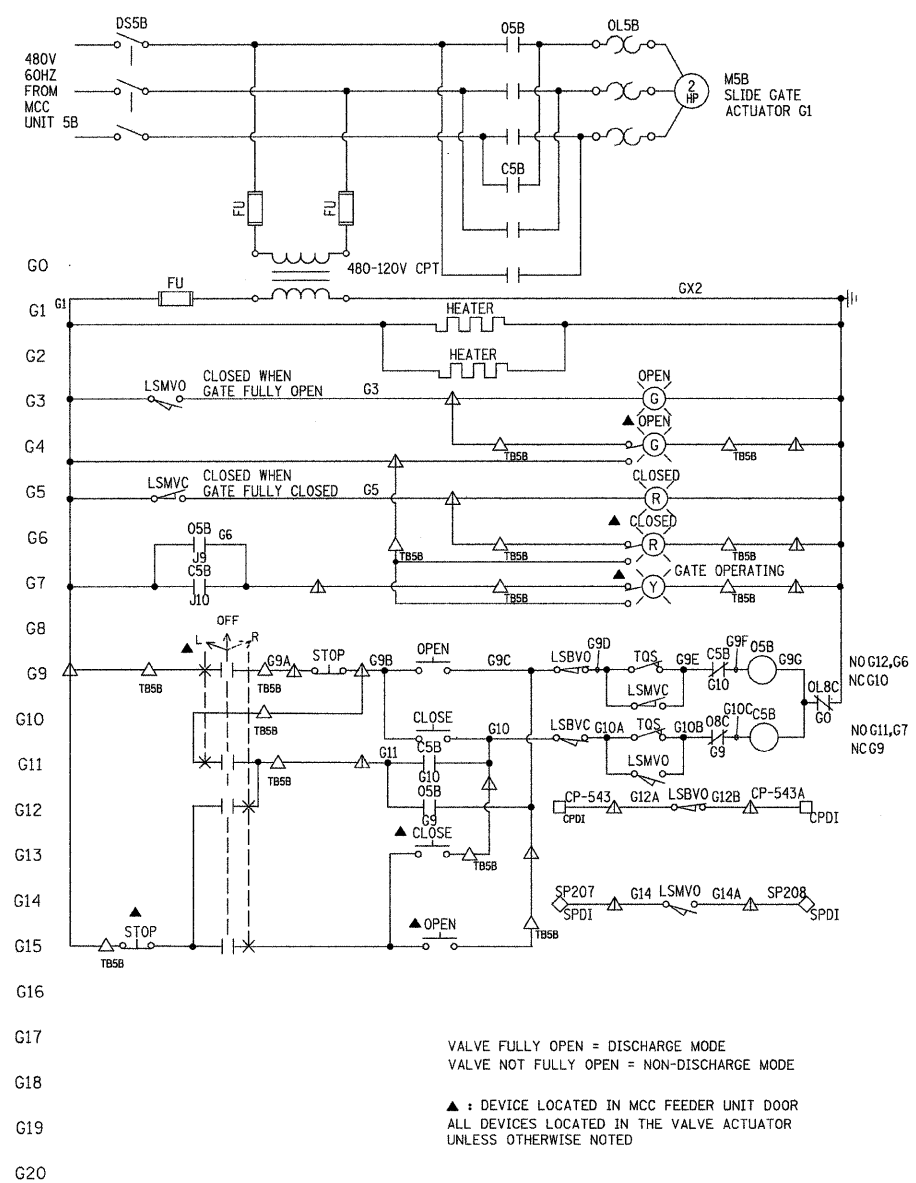 DS5B
O5B
OL5B
480V
60HZ
FROM
MCC
UNIT 5B
2
HP
M5B
SLIDE GATE
ACTUATOR G1
C5B
FU
FU
480-120V CPT
G0
FU
GX2
G1
G1
HEATER
G2
HEATER
G3
LSMVO
CLOSED WHEN
GATE FULLY OPEN
G3
OPEN
G
G4
OPEN
G
TB5B
TB5B
G5
LSMVC
CLOSED WHEN
GATE FULLY CLOSED
G5
CLOSED
R
G6
O5B
G6
J9
CLOSED
R
TB5B
TB5B
TB5B
G7
C5B
J10
GATE OPERATING
Y
TB5B
TB5B
G8
OFF
L
R
G9
TB5B
G9A
TB5B
STOP
G9B
OPEN
G9C
LSBVO
G9D
TQS
G9E
C5B
G10
G9F
O5B
G9G
LSMVC
OL8C
G0
NO G12,G6
NC G10
G10
TB5B
CLOSE
G10
LSBVC
G10A
TQS
G10B
O8C
G9
G10C
C5B
LSMVO
NO G11,G7
NC G9
G11
TB5B
G11
C5B
G10
G12
O5B
G9
CP-543
CPDI
G12A
LSBVO
G12B
CP-543A
CPDI
G13
CLOSE
TB5B
G14
SP207
SPDI
G14
LSMVO
G14A
SP208
SPDI
G15
TB5B
STOP
OPEN
TB5B
G16
G17
G18
G19
G20
VALVE FULLY OPEN = DISCHARGE MODE
VALVE NOT FULLY OPEN = NON-DISCHARGE MODE
▲ : DEVICE LOCATED IN MCC FEEDER UNIT DOOR
ALL DEVICES LOCATED IN THE VALVE ACTUATOR
UNLESS OTHERWISE NOTED